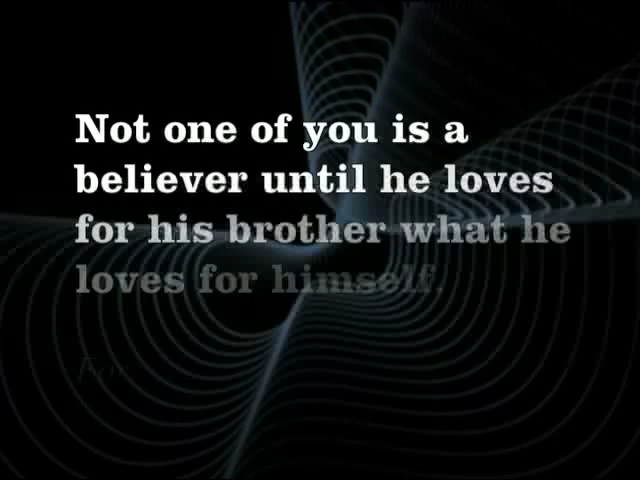 Not one of you is a
believer until he loves
for his brother what he
loves for himself.